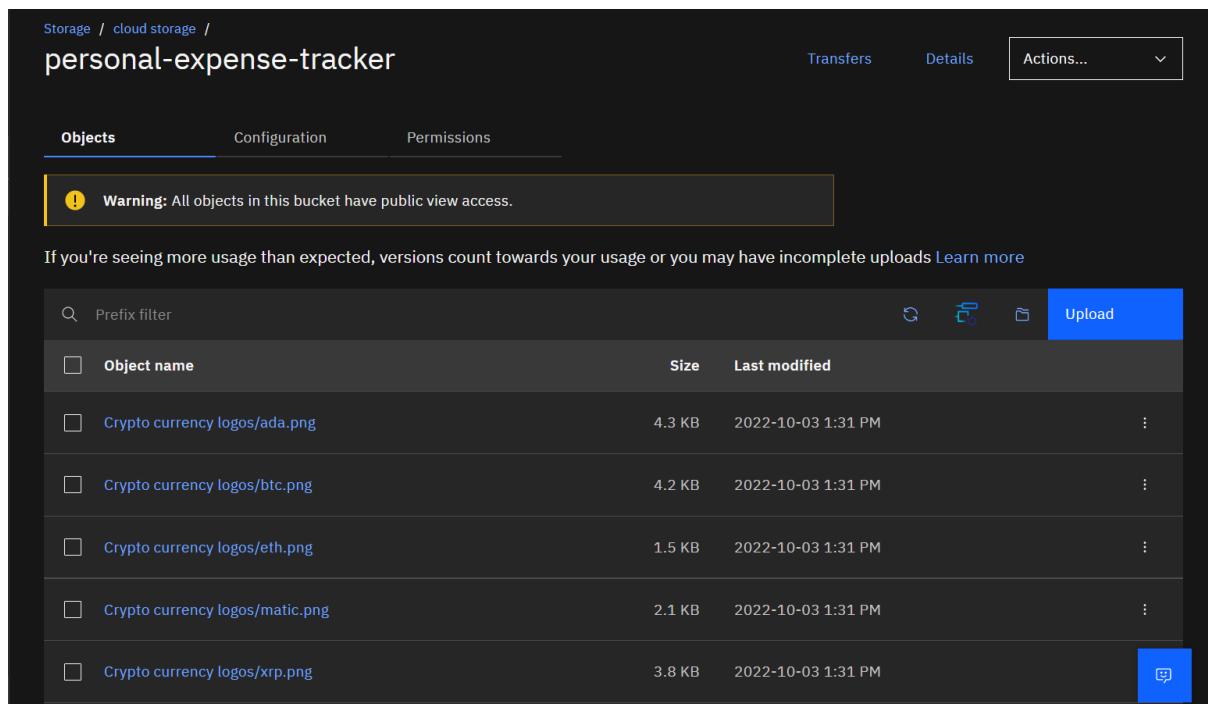 Storage / cloud storage /
personal-expense-tracker
Transfers Details Actions...
Objects Configuration Permissions
Warning: All objects in this bucket have public view access.
If you're seeing more usage than expected, versions count towards your usage or you may have incomplete uploads Learn more
Prefix filter Upload
Object name Size Last modified
Crypto currency logos/ada.png 4.3 KB 2022-10-03 1:31 PM
Crypto currency logos/btc.png 4.2 KB 2022-10-03 1:31 PM
Crypto currency logos/eth.png 1.5 KB 2022-10-03 1:31 PM
Crypto currency logos/matic.png 2.1 KB 2022-10-03 1:31 PM
Crypto currency logos/xrp.png 3.8 KB 2022-10-03 1:31 PM